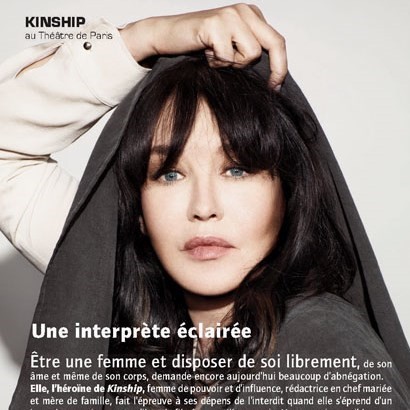 KINSHIP
au Théâtre de Paris
Une interprète éclairée
Être une femme et disposer de soi librement, de son
âme et même de son corps, demande encore aujourd'hui beaucoup d'abnégation.
Elle, l'héroïne de Kinship, femme de pouvoir et d'influence, rédactrice en chef mariée
et mère de famille, fait l'épreuve à ses dépens de l'interdit quand elle s'éprend d'un